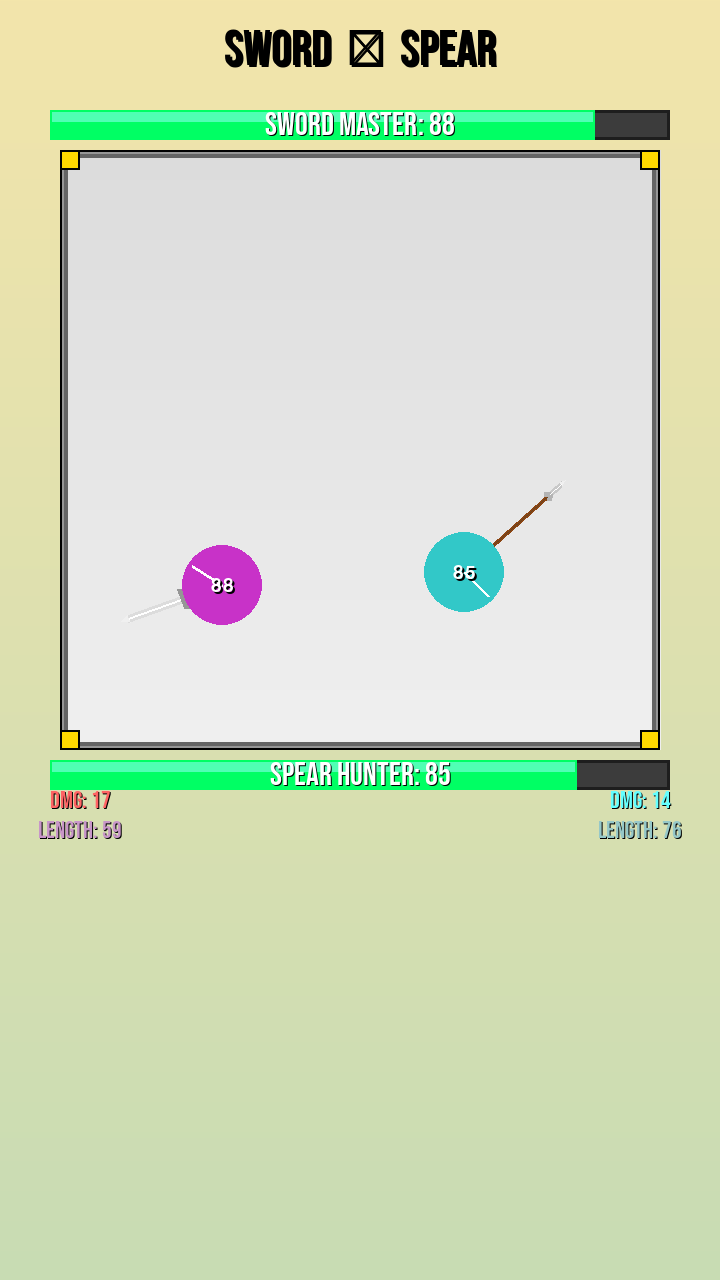 SWORD ☒ SPEAR
SWORD MASTER: 88
88
85
SPEAR HUNTER: 85
DMG: 17
DMG: 14
LENGTH: 59
LENGTH: 76